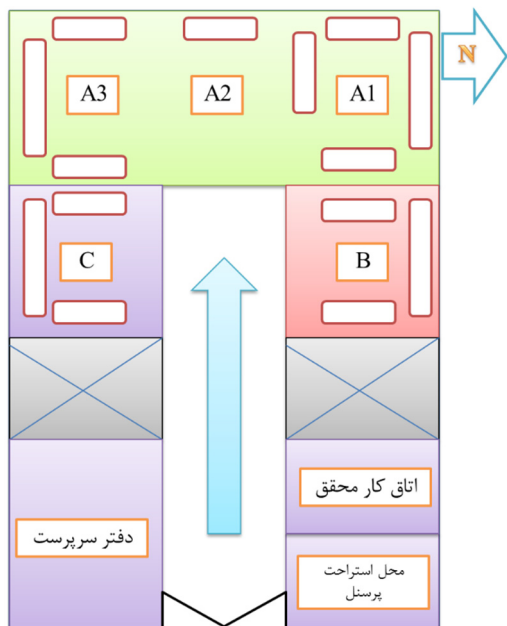 N
A3
A2
A1
C
B
اتاق کار محقق
دفتر سرپرست
محل استراحت
پرسنل